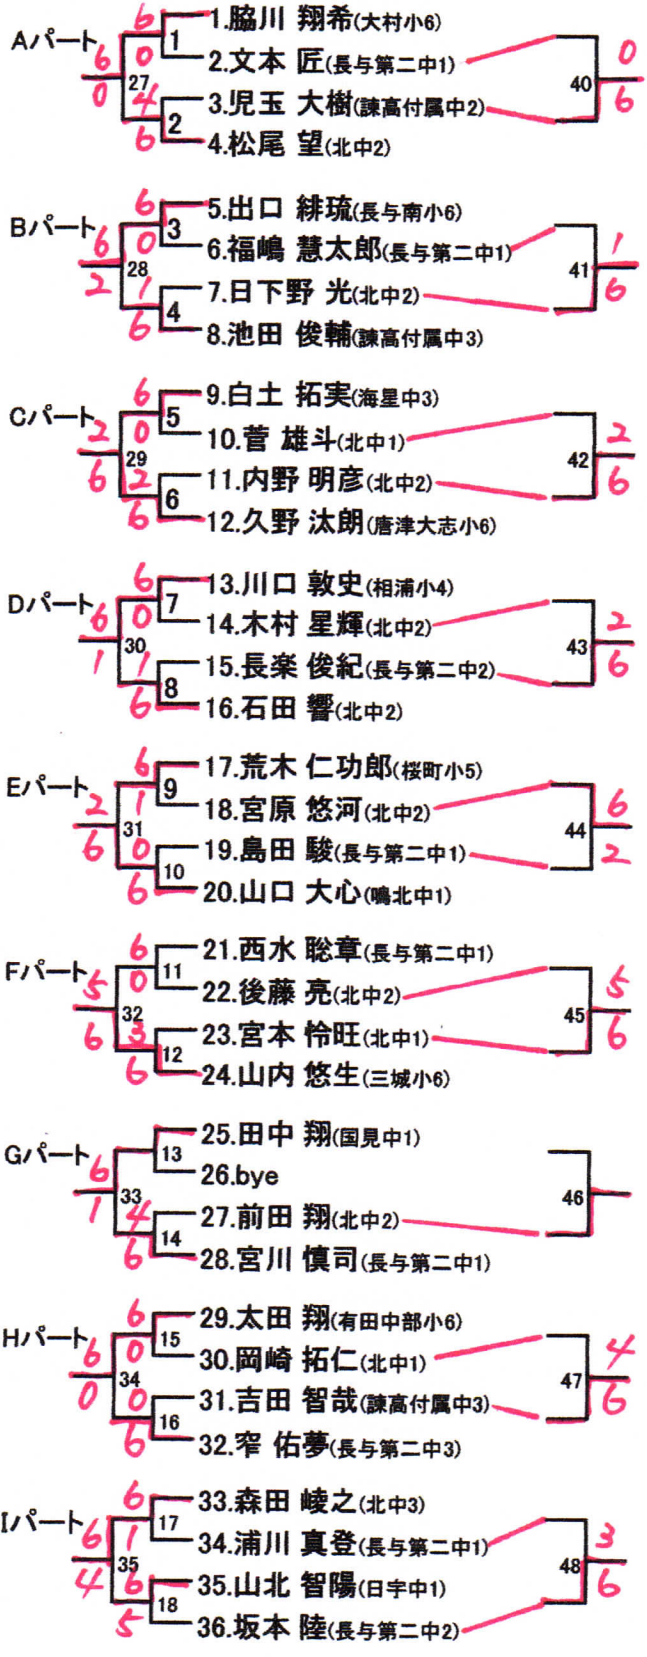 Aパート 6 0 27 6 0 1 1.脇川 翔希(大村小6)
2.文本 匠(長与第二中1) 40 0 6
4 6 2 3.児玉 大樹(諫高付属中2)
4.松尾 望(北中2)
Bパート 6 2 28 6 0 3 5.出口 緋琉(長与南小6)
6.福嶋 慧太郎(長与第二中1) 41 1 6
1 6 4 7.日下野 光(北中2)
8.池田 俊輔(諫高付属中3)
Cパート 2 6 29 6 0 5 9.白土 拓実(海星中3)
10.菅 雄斗(北中1) 42 2 6
2 6 6 11.内野 明彦(北中2)
12.久野 汰朗(唐津大志小6)
Dパート 6 1 30 6 0 7 13.川口 敦史(相浦小4)
14.木村 星輝(北中2) 43 2 6
1 6 8 15.長楽 俊紀(長与第二中2)
16.石田 響(北中2)
Eパート 2 6 31 6 1 9 17.荒木 仁功郎(桜町小5)
18.宮原 悠河(北中2) 44 6 2
0 6 10 19.島田 駿(長与第二中1)
20.山口 大心(鳴北中1)
Fパート 5 6 32 6 0 11 21.西水 聡章(長与第二中1)
22.後藤 亮(北中2) 45 5 6
3 6 12 23.宮本 怜旺(北中1)
24.山内 悠生(三城小6)
Gパート 6 1 33 13 25.田中 翔(国見中1)
26.bye 46
4 6 14 27.前田 翔(北中2)
28.宮川 慎司(長与第二中1)
Hパート 6 0 34 6 0 15 29.太田 翔(有田中部小6)
30.岡崎 拓仁(北中1) 47 4 6
0 6 16 31.吉田 智哉(諫高付属中3)
32.窄 佑夢(長与第二中3)
Iパート 6 4 35 6 1 17 33.森田 崚之(北中3)
34.浦川 真登(長与第二中1) 48 3 6
6 5 18 35.山北 智陽(日宇中1)
36.坂本 陸(長与第二中2)